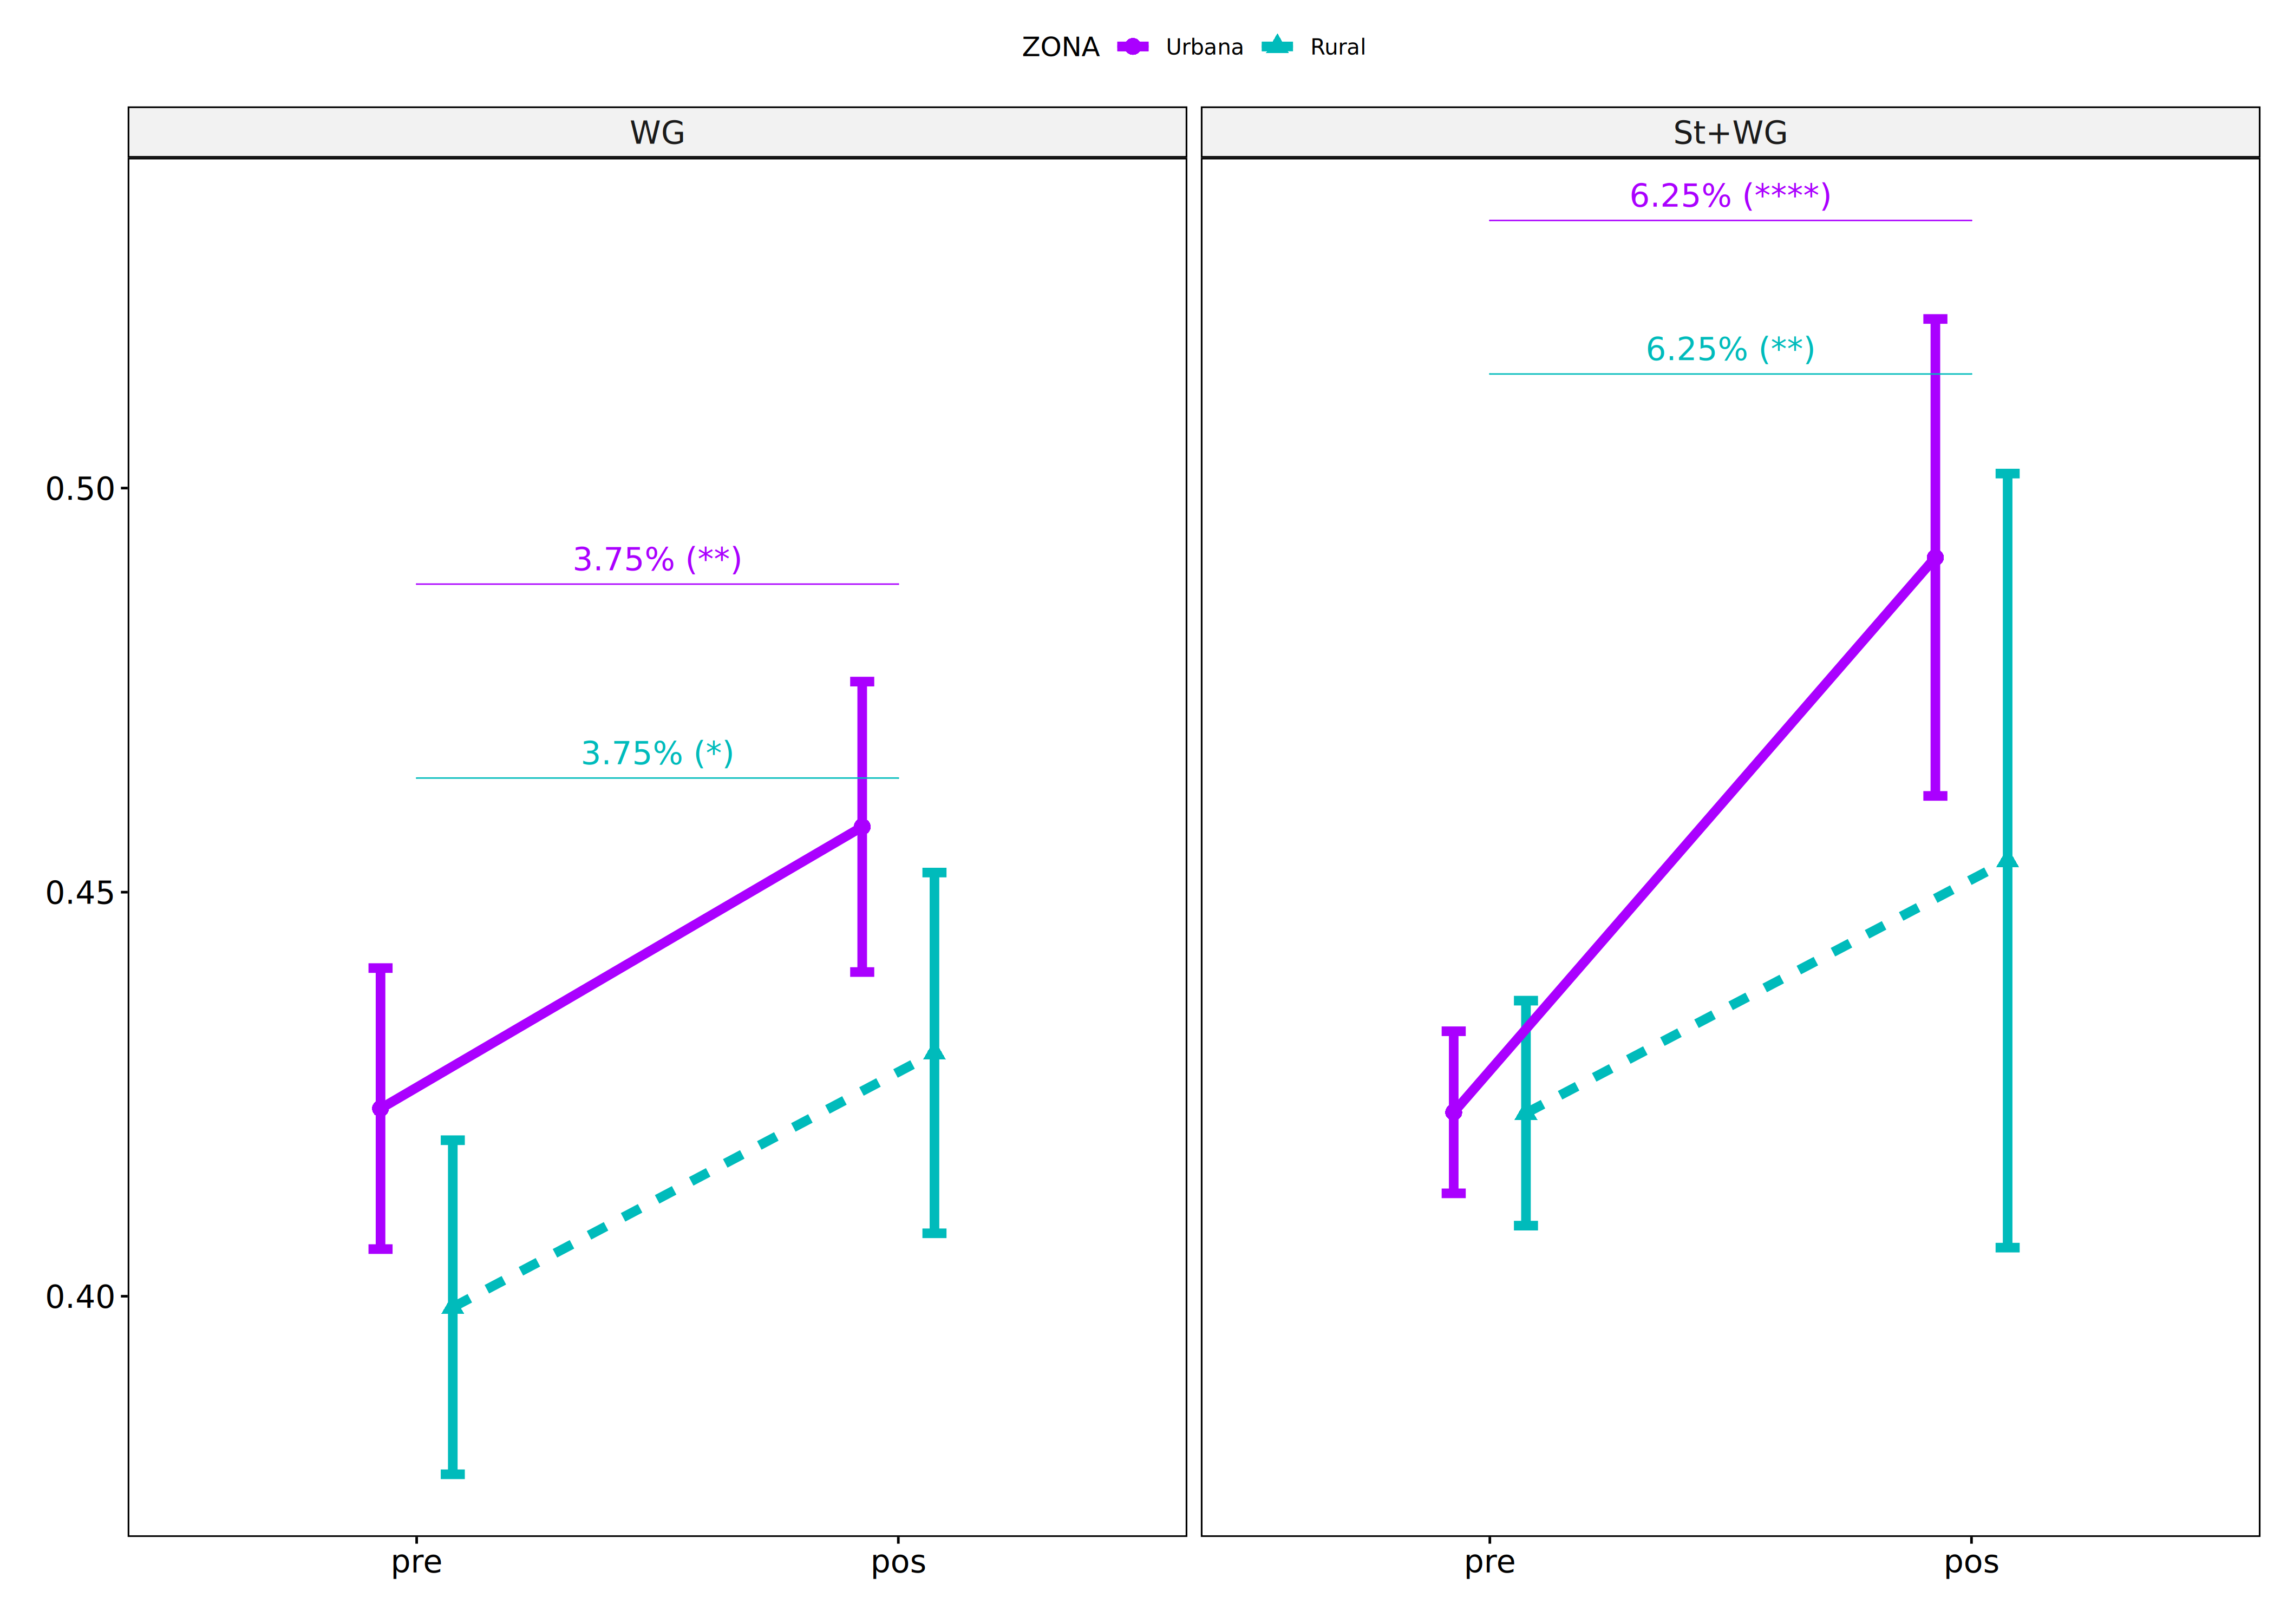 ZONA Urbana Rural
WG
St+WG
6.25% (****)
6.25% (**)
0.50
3.75% (**)
3.75% (*)
0.45
0.40
pre pos
pre pos